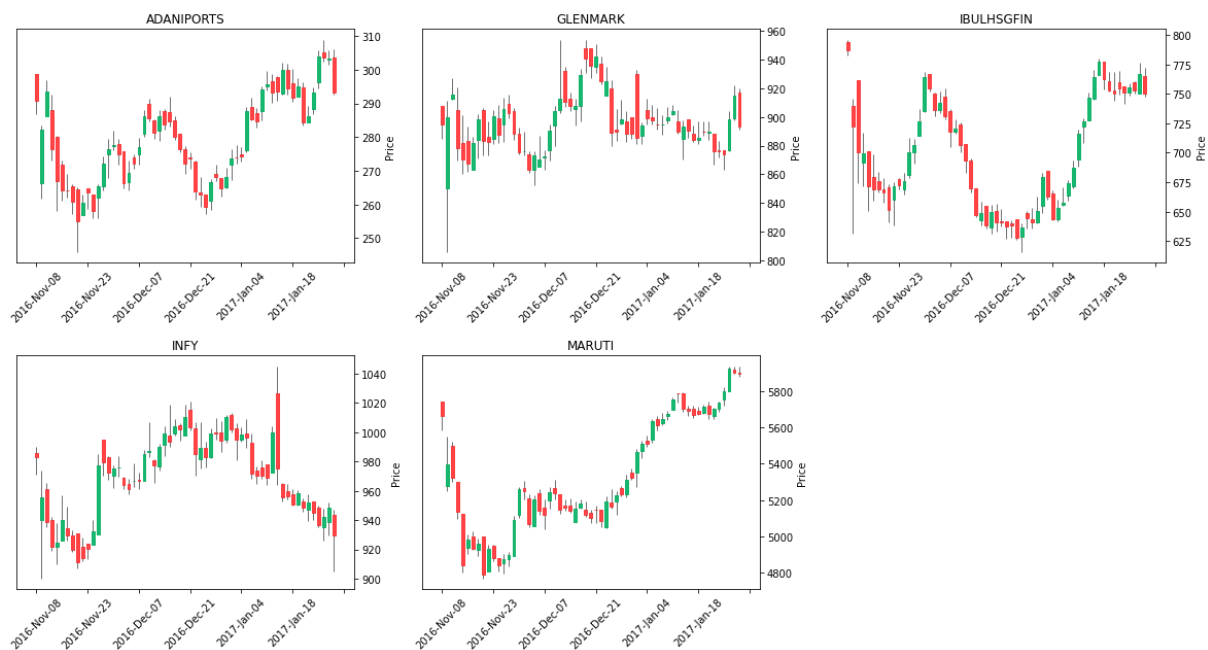 ADANIPORTS
310
300
290
280
270
260
250
Price
2016-Nov-08
2016-Nov-23
2016-Dec-07
2016-Dec-21
2017-Jan-04
2017-Jan-18
GLENMARK
960
940
920
900
880
860
840
820
800
Price
2016-Nov-08
2016-Nov-23
2016-Dec-07
2016-Dec-21
2017-Jan-04
2017-Jan-18
IBULHSGFIN
800
775
750
725
700
675
650
625
Price
2016-Nov-08
2016-Nov-23
2016-Dec-07
2016-Dec-21
2017-Jan-04
2017-Jan-18
INFY
1040
1020
1000
980
960
940
920
900
Price
2016-Nov-08
2016-Nov-23
2016-Dec-07
2016-Dec-21
2017-Jan-04
2017-Jan-18
MARUTI
5800
5600
5400
5200
5000
4800
Price
2016-Nov-08
2016-Nov-23
2016-Dec-07
2016-Dec-21
2017-Jan-04
2017-Jan-18